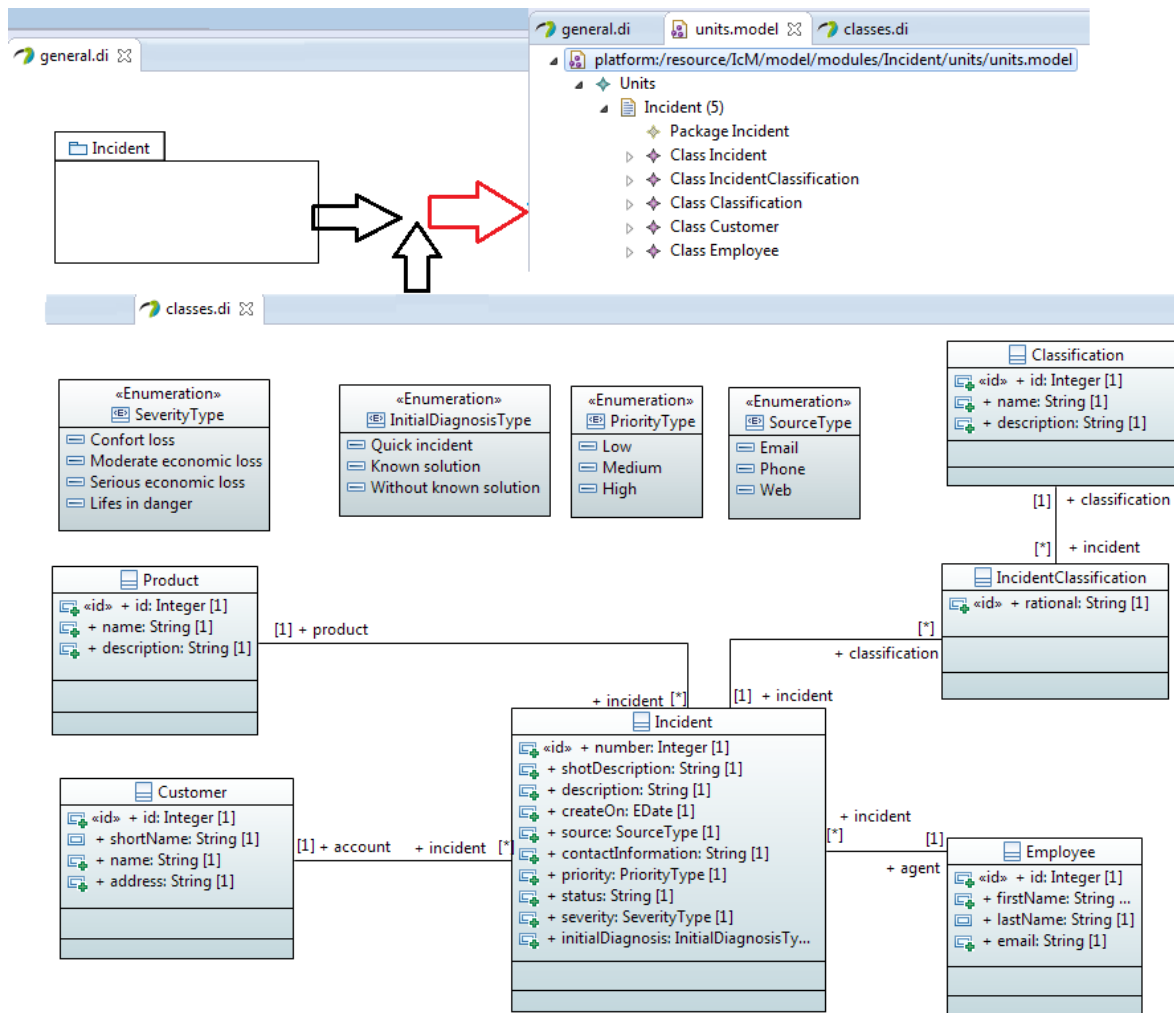 general.di
Incident
general.di
units.model
classes.di
platform:/resource/IcM/model/modules/Incident/units/units.model
Units
Incident (5)
Package Incident
Class Incident
Class IncidentClassification
Class Classification
Class Customer
Class Employee
classes.di
«Enumeration»
SeverityType
Confort loss
Moderate economic loss
Serious economic loss
Lifes in danger
«Enumeration»
InitialDiagnosisType
Quick incident
Known solution
Without known solution
«Enumeration»
PriorityType
Low
Medium
High
«Enumeration»
SourceType
Email
Phone
Web
Classification
«id» + id: Integer [1]
+ name: String [1]
+ description: String [1]
[1] + classification
[*] + incident
IncidentClassification
«id» + rational: String [1]
[*]
+ classification
[1] + incident
Product
«id» + id: Integer [1]
+ name: String [1]
+ description: String [1]
[1] + product
+ incident [*]
Incident
«id» + number: Integer [1]
+ shotDescription: String [1]
+ description: String [1]
+ createOn: EDate [1]
+ source: SourceType [1]
+ contactInformation: String [1]
+ priority: PriorityType [1]
+ status: String [1]
+ severity: SeverityType [1]
+ initialDiagnosis: InitialDiagnosisTy...
Customer
«id» + id: Integer [1]
+ shortName: String [1]
+ name: String [1]
+ address: String [1]
[1] + account
+ incident [*]
+ incident
[*]
[1]
+ agent
Employee
«id» + id: Integer [1]
+ firstName: String ...
+ lastName: String [1]
+ email: String [1]